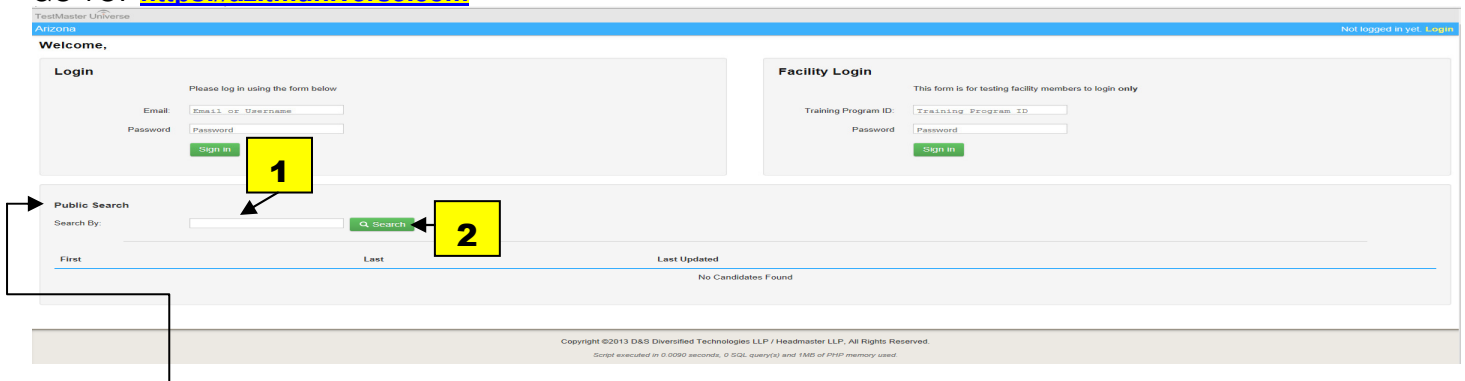 TestMaster Universe
Arizona
Not logged in yet. Login
Welcome,
Login
Please log in using the form below
Email:
Email or Username
Password
Password
Sign in
Facility Login
This form is for testing facility members to login only
Training Program ID:
Training Program ID
Password
Password
Sign in
1
Public Search
Search By:
Search
2
First
Last
Last Updated
No Candidates Found
Copyright ©2013 D&S Diversified Technologies LLP / Headmaster LLP, All Rights Reserved.
Script executed in 0.0090 seconds, 0 SQL query(s) and 1MB of PHP memory used.